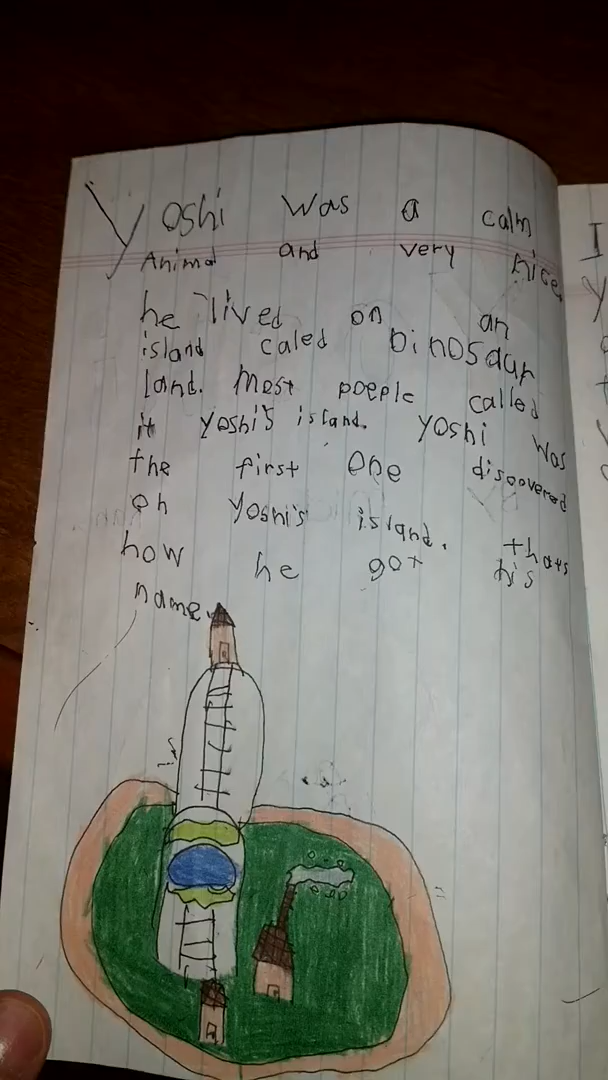 Yoshi was a calm
Animal and very nice.
he lived on an
island caled Dinosaur
land. Most poeple called
it yoshi's island. yoshi was
the first one discovered
oh Yoshi's island. thats
how he got his
name.
I
y